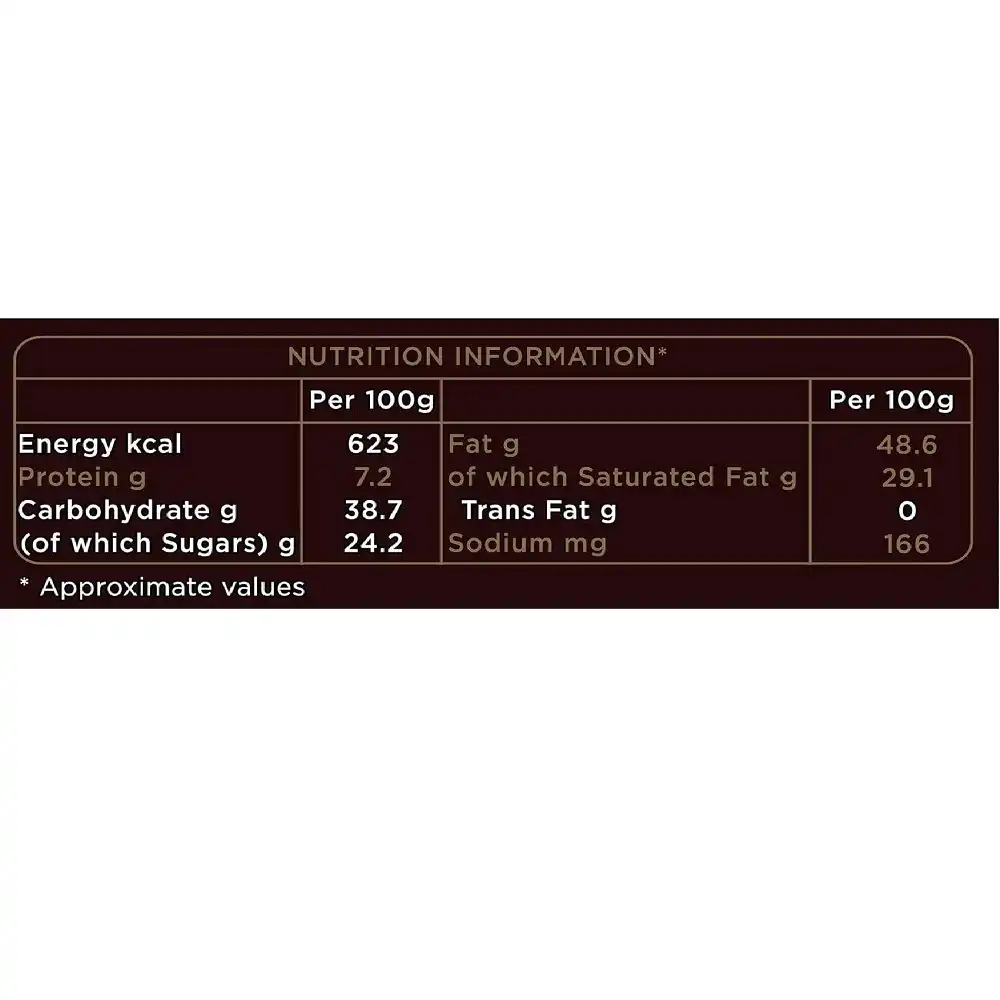 NUTRITION INFORMATION*
Per 100g Per 100g
Energy kcal 623 Fat g 48.6
Protein g 7.2 of which Saturated Fat g 29.1
Carbohydrate g 38.7 Trans Fat g 0
(of which Sugars) g 24.2 Sodium mg 166
* Approximate values